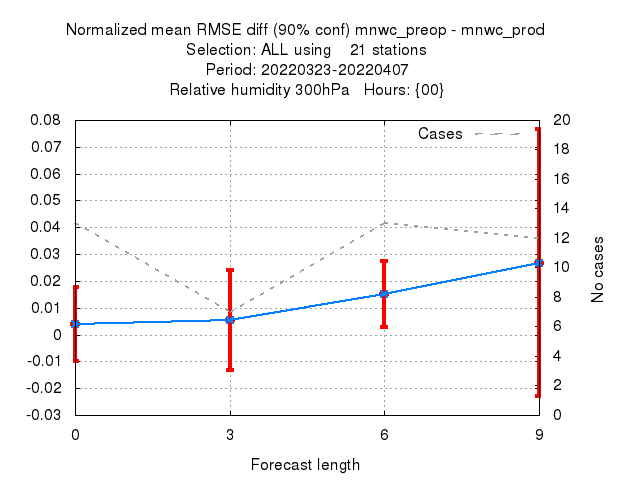 Normalized mean RMSE diff (90% conf) mnwc_preop - mnwc_prod
Selection: ALL using    21 stations
Period: 20220323-20220407
Relative humidity 300hPa   Hours: {00}
Cases
0.08
0.07
0.06
0.05
0.04
0.03
0.02
0.01
0
-0.01
-0.02
-0.03
20
18
16
14
12
10
8
6
4
2
0
No cases
0 3 6 9
Forecast length